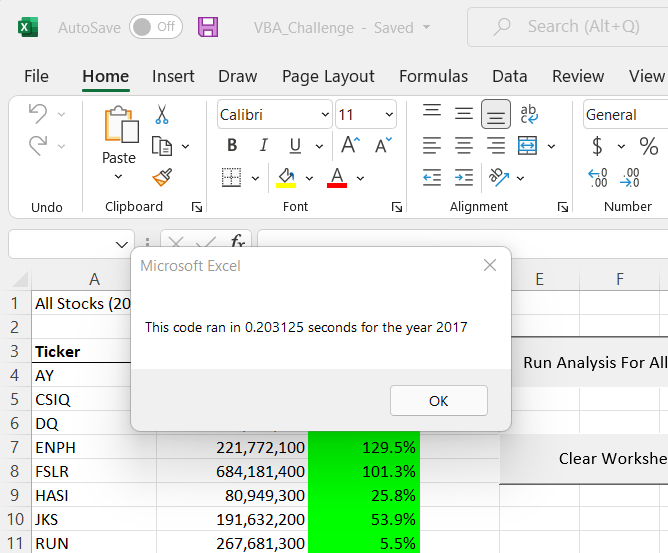 AutoSave Off VBA_Challenge - Saved Search (Alt+Q)
File Home Insert Draw Page Layout Formulas Data Review View
Calibri 11 General
Paste B I U A A A $ %
Undo Clipboard Font Alignment Number
fx
Microsoft Excel
This code ran in 0.203125 seconds for the year 2017
OK
A E F
1 All Stocks (20
2
3 Ticker
4 AY Run Analysis For All
5 CSIQ
6 DQ
7 ENPH 221,772,100 129.5% Clear Workshe
8 FSLR 684,181,400 101.3%
9 HASI 80,949,300 25.8%
10 JKS 191,632,200 53.9%
11 RUN 267,681,300 5.5%